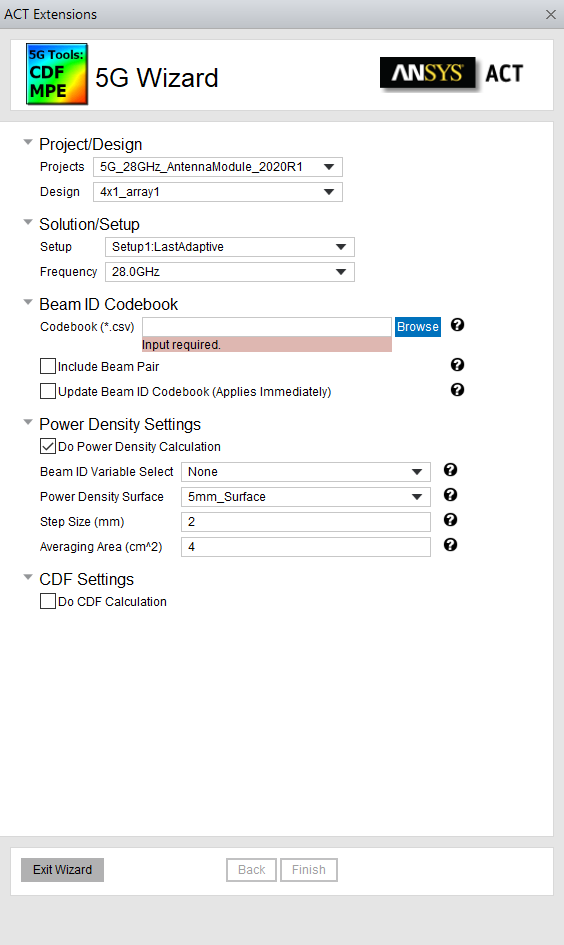 ACT Extensions
5G Tools:
CDF
MPE
5G Wizard
ANSYS ACT
Project/Design
Projects 5G_28GHz_AntennaModule_2020R1
Design 4x1_array1
Solution/Setup
Setup Setup1:LastAdaptive
Frequency 28.0GHz
Beam ID Codebook
Codebook (*.csv) Browse ?
Input required.
Include Beam Pair ?
Update Beam ID Codebook (Applies Immediately) ?
Power Density Settings
Do Power Density Calculation
Beam ID Variable Select None ?
Power Density Surface 5mm_Surface ?
Step Size (mm) 2 ?
Averaging Area (cm^2) 4 ?
CDF Settings
Do CDF Calculation
Exit Wizard Back Finish